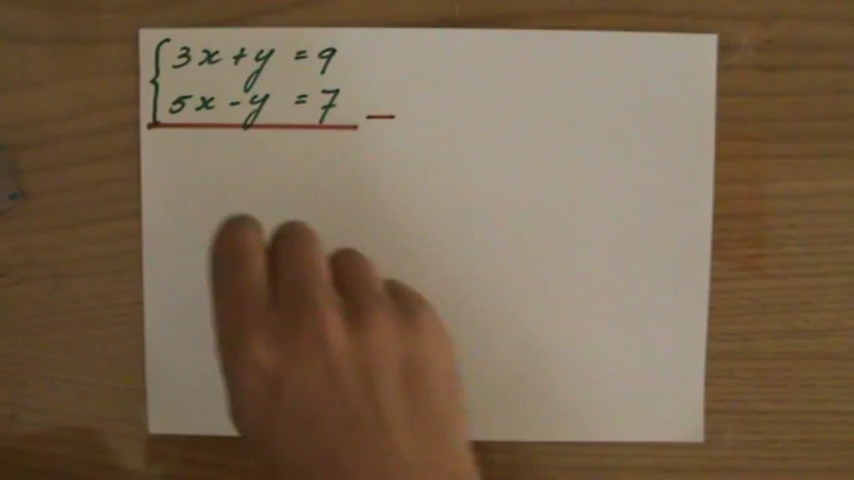 3x + y = 9
5x - y = 7 —